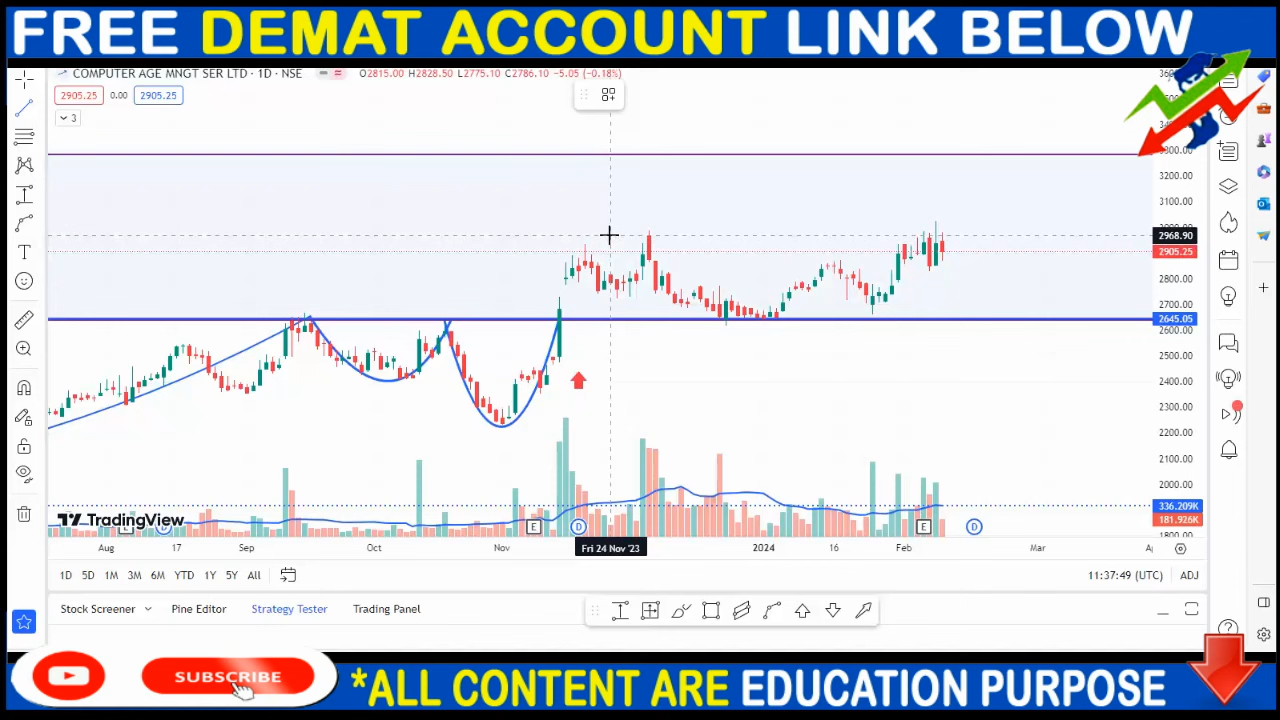 FREE DEMAT ACCOUNT LINK BELOW
COMPUTER AGE MNGT SER LTD · 1D · NSE
O2815.00 H2828.50 L2775.10 C2786.10 -5.05 (-0.18%)
2905.25 0.00 2905.25
3
3300.00
3200.00
3100.00
2968.90
2905.25
2800.00
2700.00
2645.05
2600.00
2500.00
2400.00
2300.00
2200.00
2100.00
2000.00
336.209K
181.926K
1800.00
TradingView
E D E D
Aug 17 Sep Oct Nov Fri 24 Nov '23 2024 16 Feb Mar
1D 5D 1M 3M 6M YTD 1Y 5Y All
11:37:49 (UTC) ADJ
Stock Screener Pine Editor Strategy Tester Trading Panel
SUBSCRIBE
*ALL CONTENT ARE EDUCATION PURPOSE